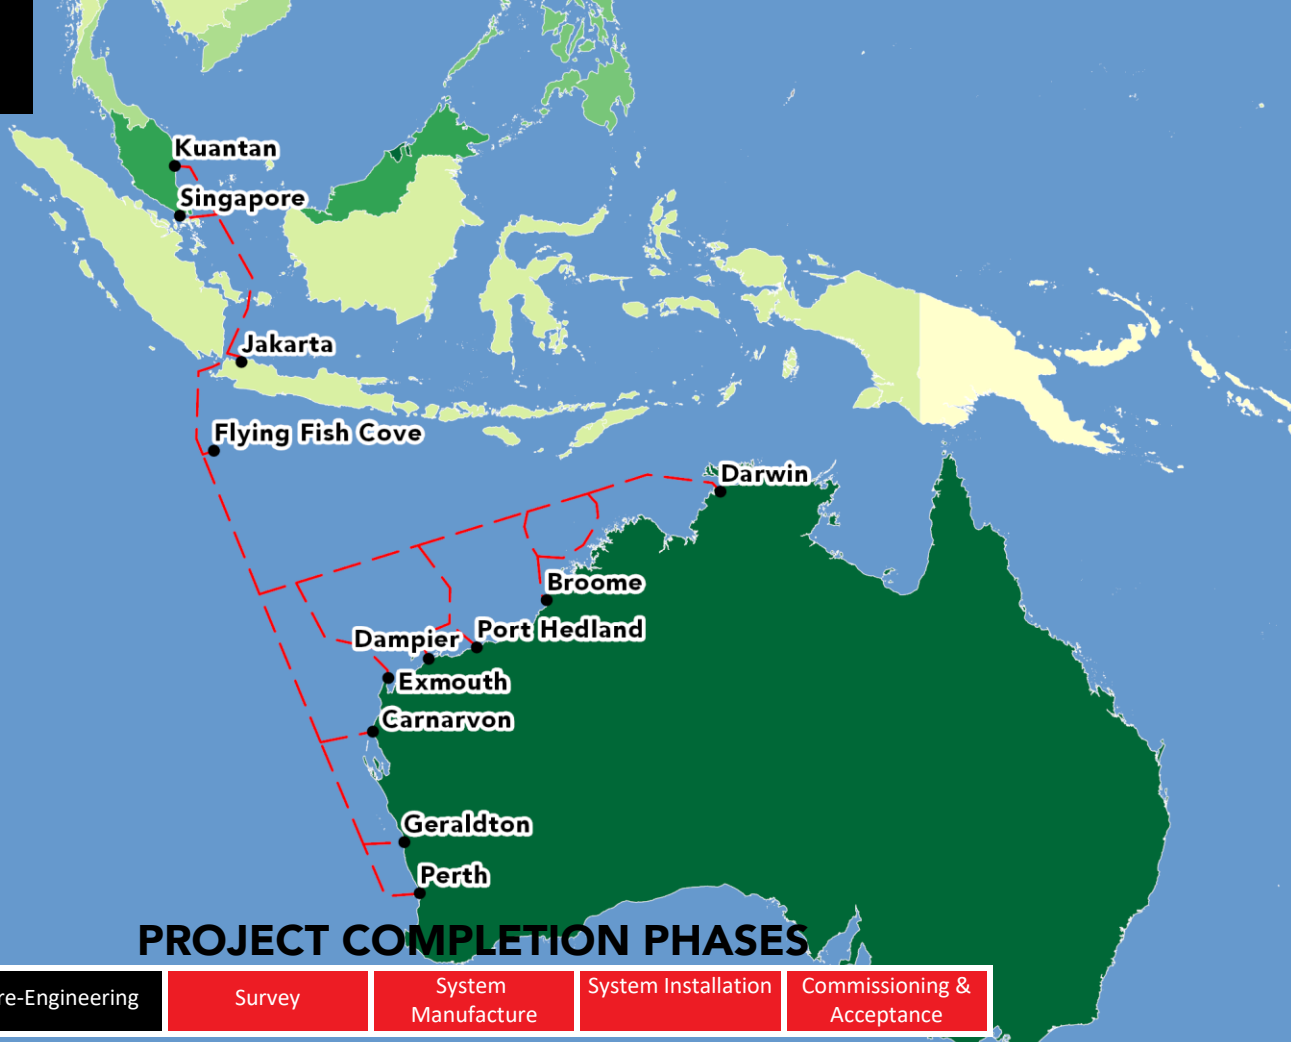 Kuantan
Singapore
Jakarta
Flying Fish Cove
Darwin
Broome
Port Hedland
Dampier
Exmouth
Carnarvon
Geraldton
Perth
PROJECT COMPLETION PHASES
re-Engineering
Survey
System
Manufacture
System Installation
Commissioning &
Acceptance